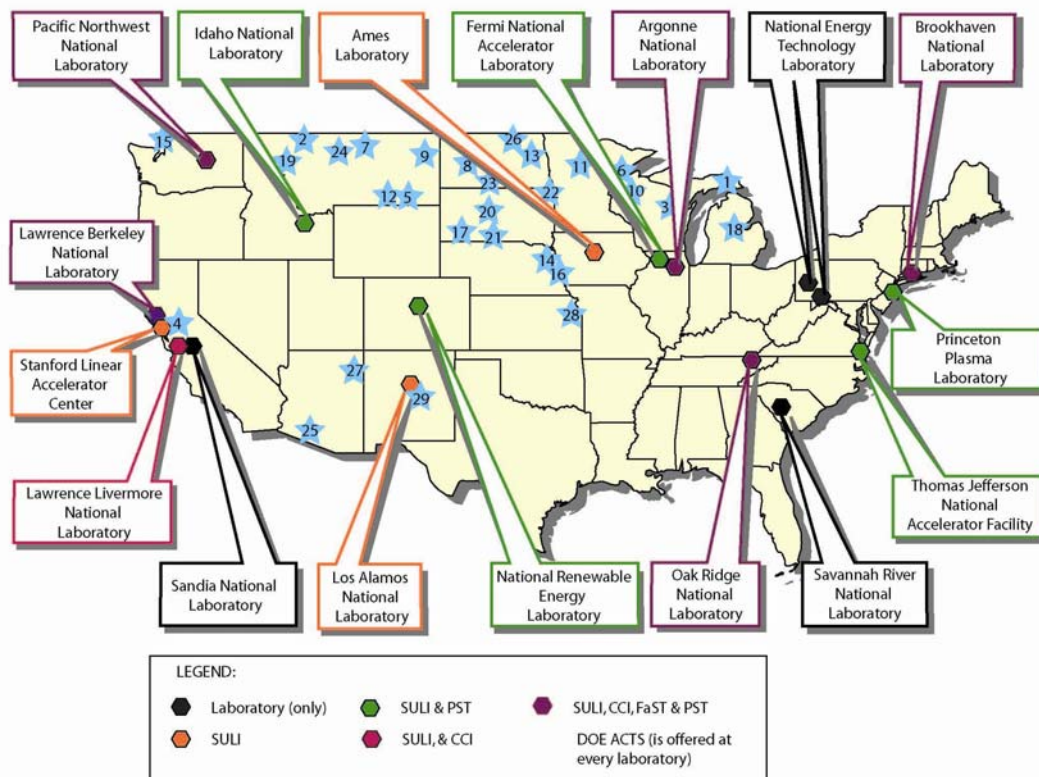 Pacific Northwest
National
Laboratory
Idaho National
Laboratory
Ames
Laboratory
Fermi National
Accelerator
Laboratory
Argonne
National
Laboratory
National Energy
Technology
Laboratory
Brookhaven
National
Laboratory
15
2
19
24
7
9
12
5
26
13
8
23
11
22
6
10
3
1
18
20
17
21
14
16
28
4
27
25
29
Lawrence Berkeley
National
Laboratory
Stanford Linear
Accelerator
Center
Lawrence Livermore
National
Laboratory
Sandia National
Laboratory
Los Alamos
National
Laboratory
National Renewable
Energy
Laboratory
Oak Ridge
National
Laboratory
Savannah River
National
Laboratory
Princeton
Plasma
Laboratory
Thomas Jefferson
National
Accelerator Facility
LEGEND:
Laboratory (only)
SULI & PST
SULI, CCI, FaST & PST
SULI
SULI, & CCI
DOE ACTS (is offered at
every laboratory)